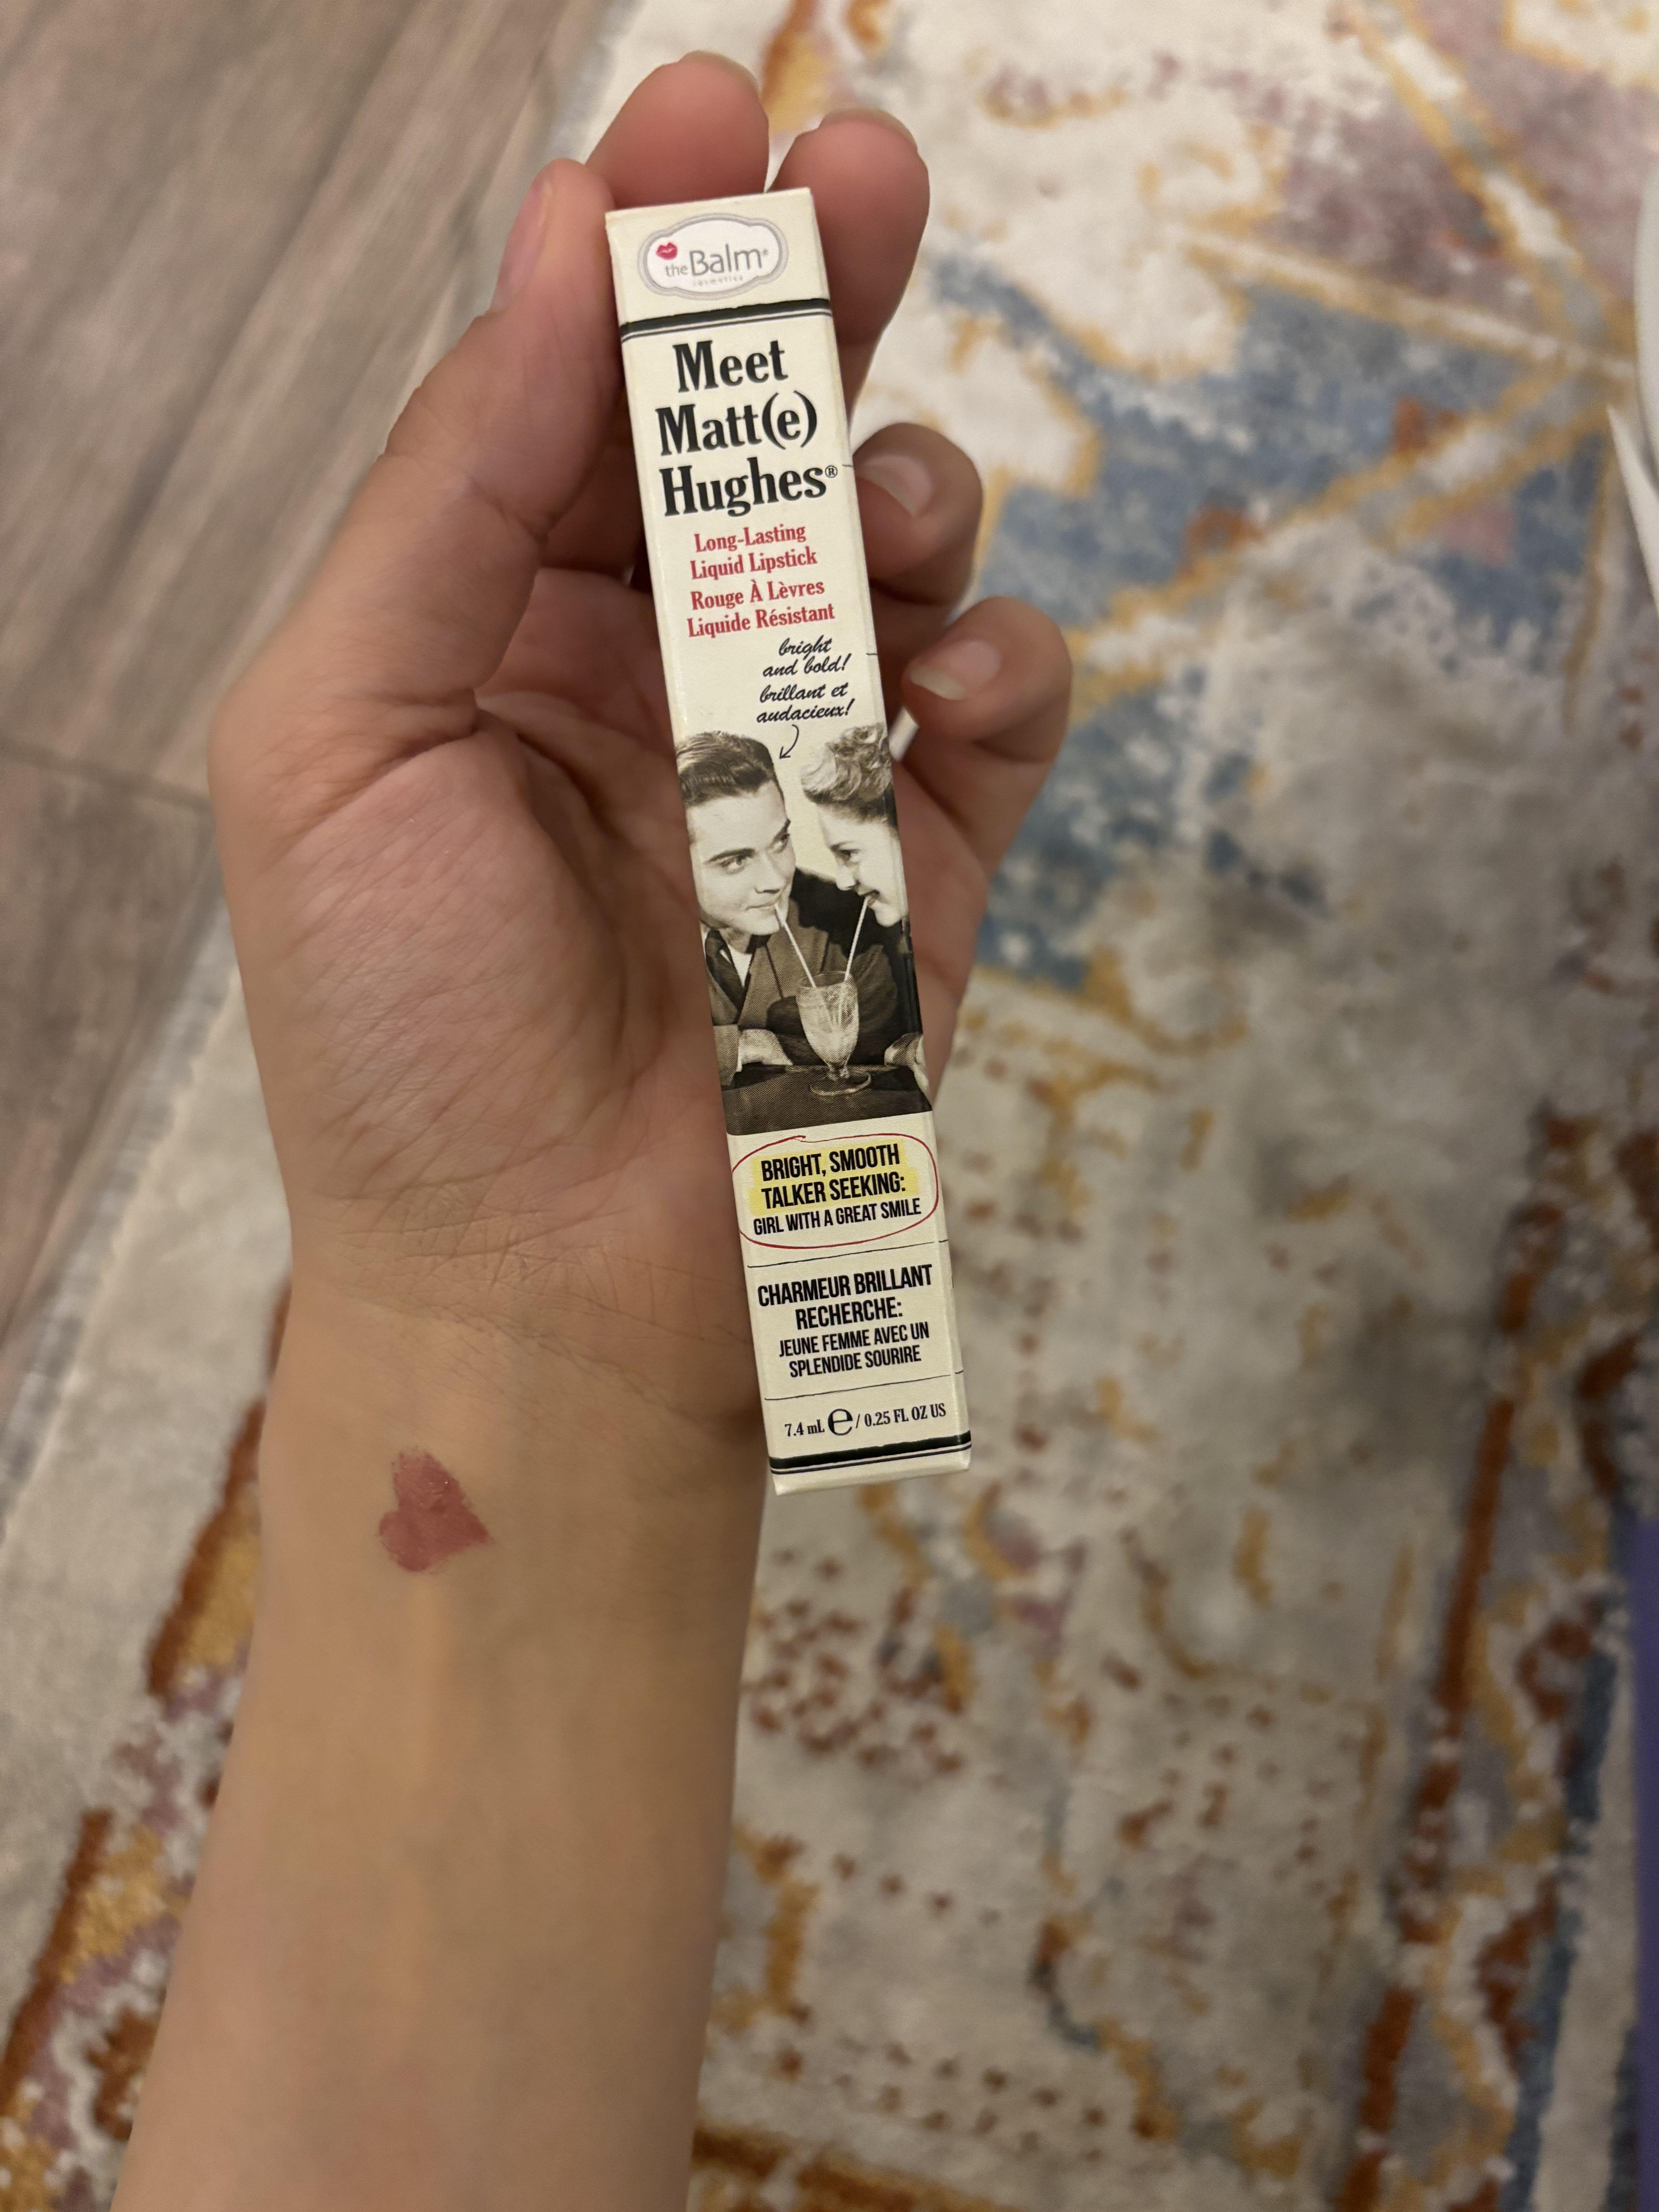 theBalm®
cosmetics
Meet
Matt(e)
Hughes®
Long-Lasting
Liquid Lipstick
Rouge À Lèvres
Liquide Résistant
bright
and bold!
brillant et
audacieux!
BRIGHT, SMOOTH
TALKER SEEKING:
GIRL WITH A GREAT SMILE
CHARMEUR BRILLANT
RECHERCHE:
JEUNE FEMME AVEC UN
SPLENDIDE SOURIRE
7.4 mL ℮ / 0.25 FL OZ US